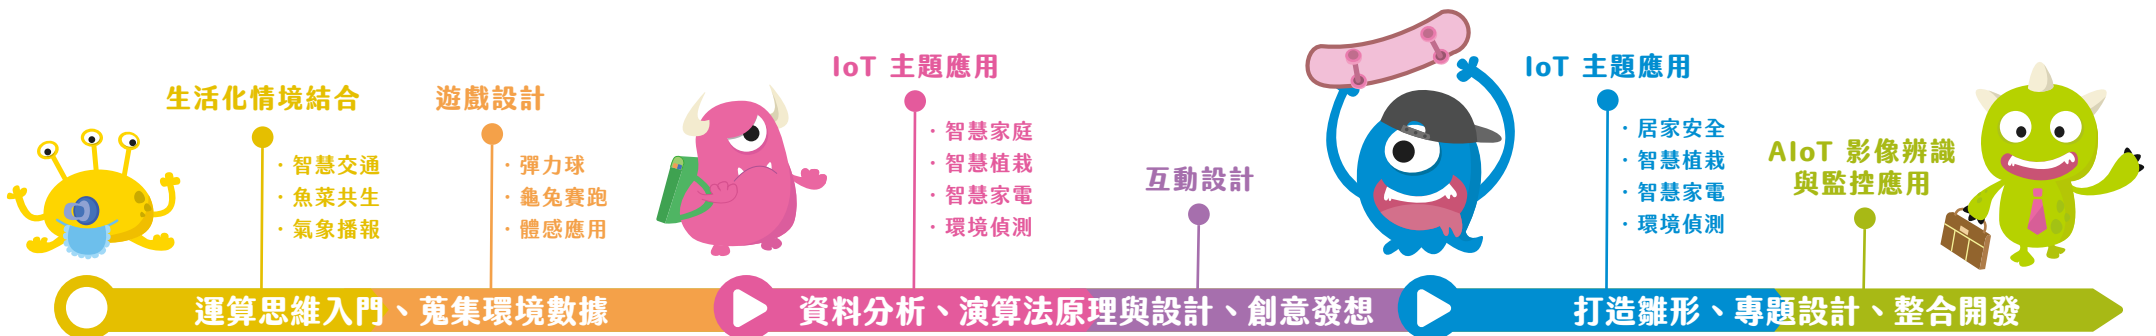 生活化情境結合
· 智慧交通
· 魚菜共生
· 氣象播報
遊戲設計
· 彈力球
· 龜兔賽跑
· 體感應用
IoT 主題應用
· 智慧家庭
· 智慧植栽
· 智慧家電
· 環境偵測
互動設計
IoT 主題應用
· 居家安全
· 智慧植栽
· 智慧家電
· 環境偵測
AIoT 影像辨識
與監控應用
運算思維入門、蒐集環境數據
資料分析、演算法原理與設計、創意發想
打造雛形、專題設計、整合開發